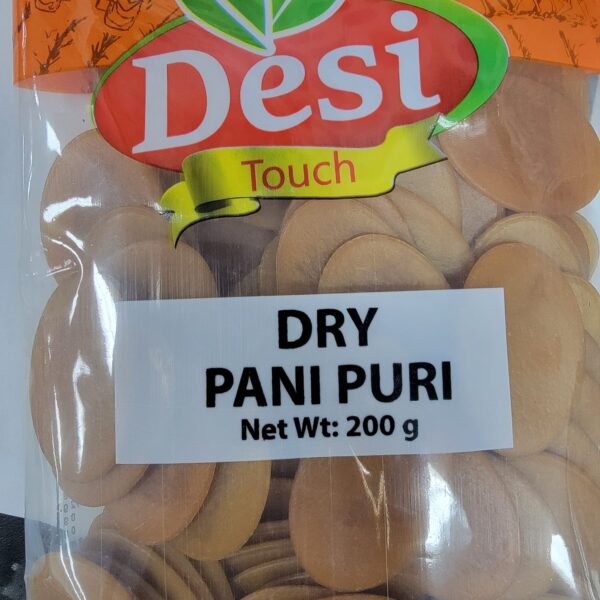 Desi
Touch
DRY
PANI PURI
Net Wt: 200 g